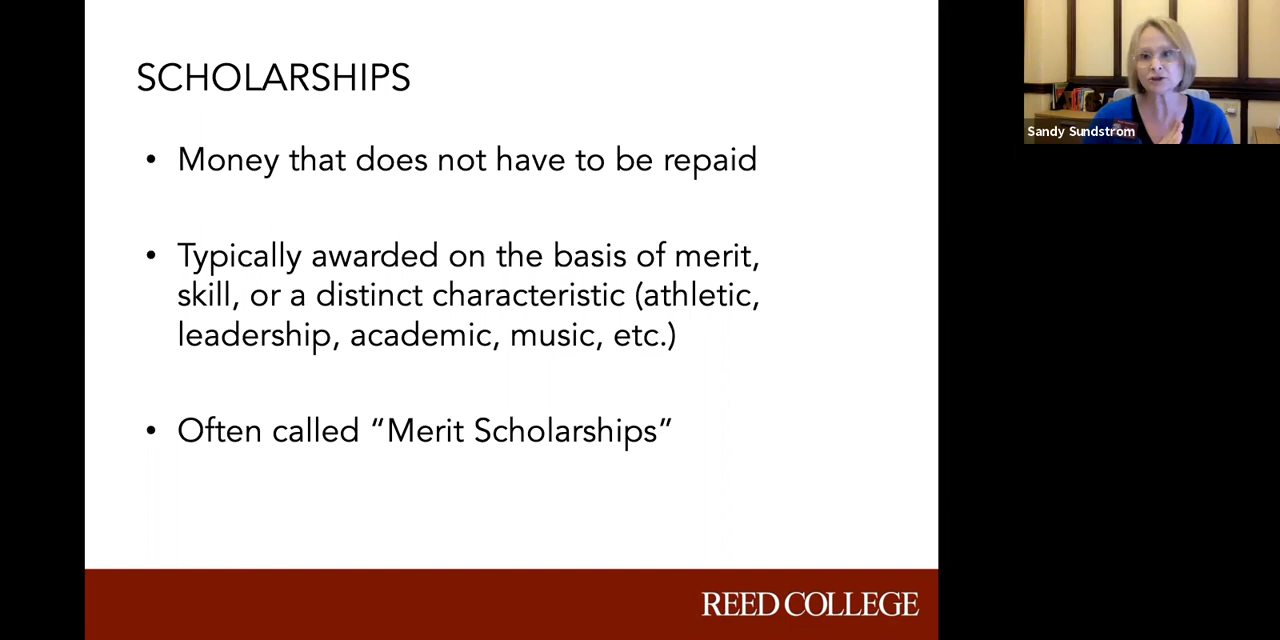 SCHOLARSHIPS
• Money that does not have to be repaid
• Typically awarded on the basis of merit,
skill, or a distinct characteristic (athletic,
leadership, academic, music, etc.)
• Often called “Merit Scholarships”
REED COLLEGE
Sandy Sundstrom